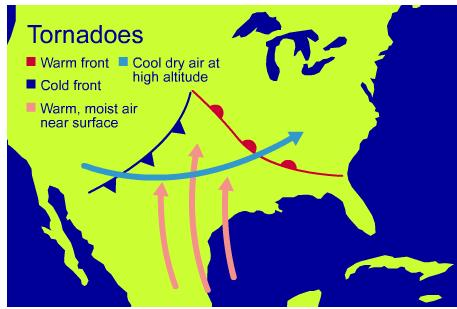 Tornadoes
Warm front
Cool dry air at
high altitude
Cold front
Warm, moist air
near surface